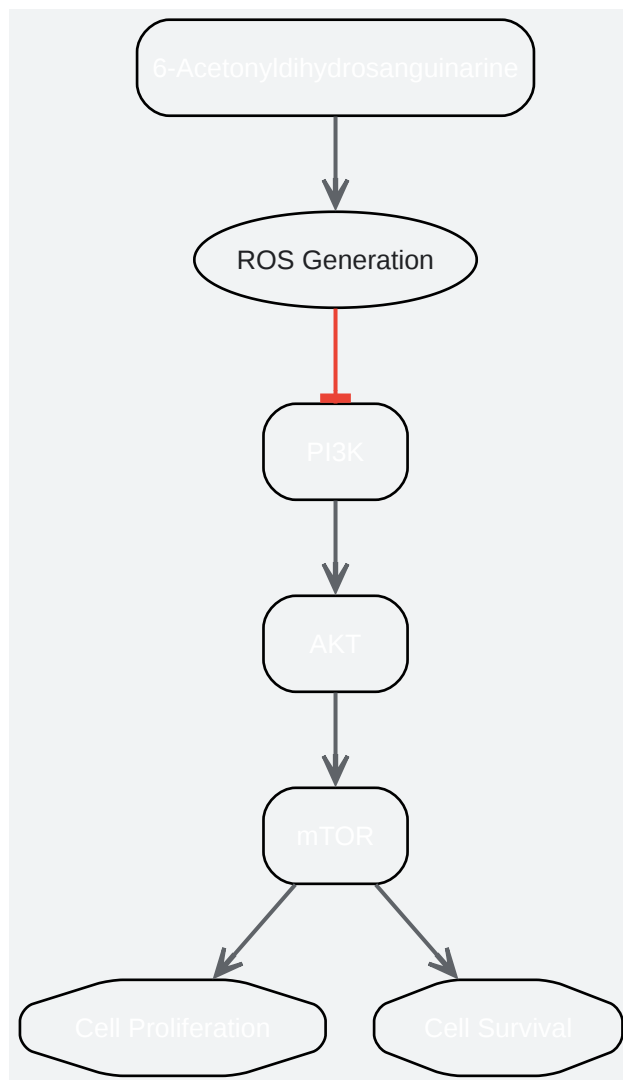 6-Acetonyldihydrosanguinarine
ROS Generation
PI3K
AKT
mTOR
Cell Proliferation
Cell Survival